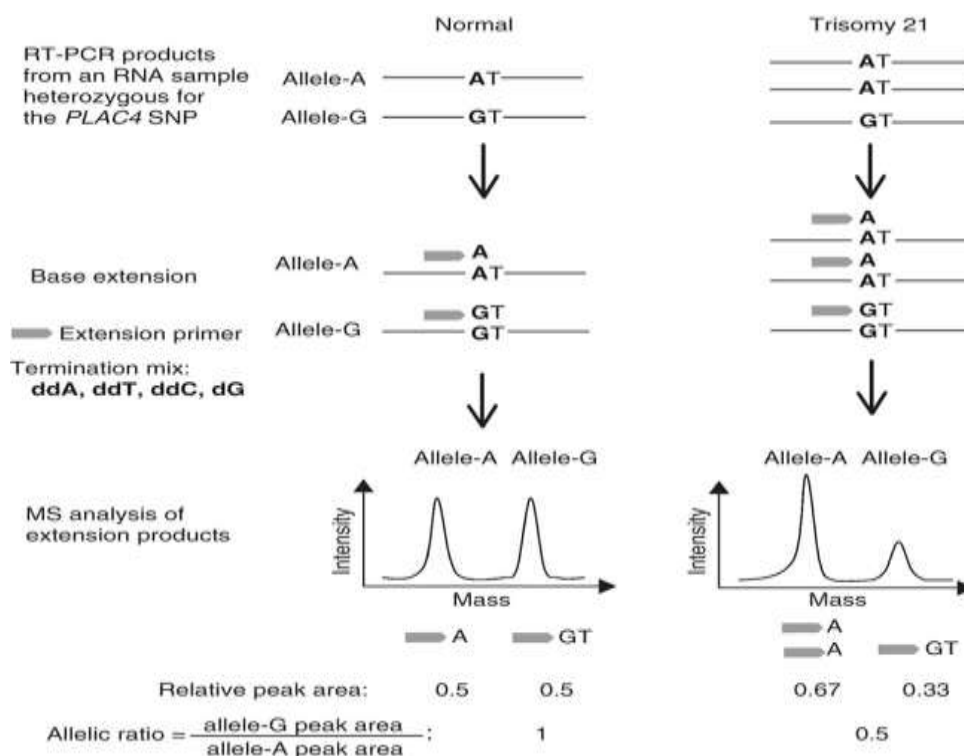 Normal
Trisomy 21
RT-PCR products
from an RNA sample
heterozygous for
the PLAC4 SNP
Allele-A
AT
Allele-G
GT
AT
AT
GT
Base extension
Extension primer
Termination mix:
ddA, ddT, ddC, dG
Allele-A
A
AT
Allele-G
GT
GT
A
AT
A
AT
GT
GT
MS analysis of
extension products
Allele-A Allele-G
Intensity
Mass
A GT
Allele-A Allele-G
Intensity
Mass
A
A
GT
Relative peak area: 0.5 0.5 0.67 0.33
Allelic ratio = allele-G peak area
allele-A peak area
; 1 0.5